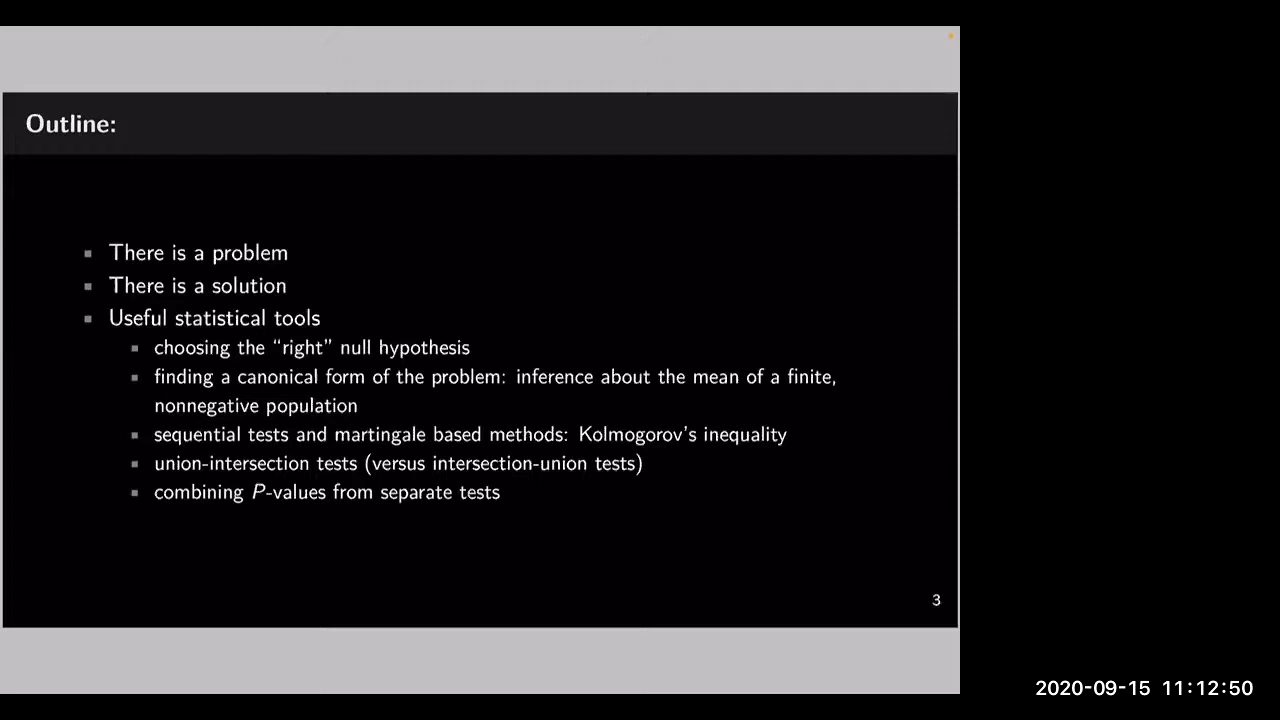 Outline:
There is a problem
There is a solution
Useful statistical tools
choosing the “right” null hypothesis
finding a canonical form of the problem: inference about the mean of a finite,
nonnegative population
sequential tests and martingale based methods: Kolmogorov’s inequality
union-intersection tests (versus intersection-union tests)
combining P-values from separate tests
3
2020-09-15 11:12:50